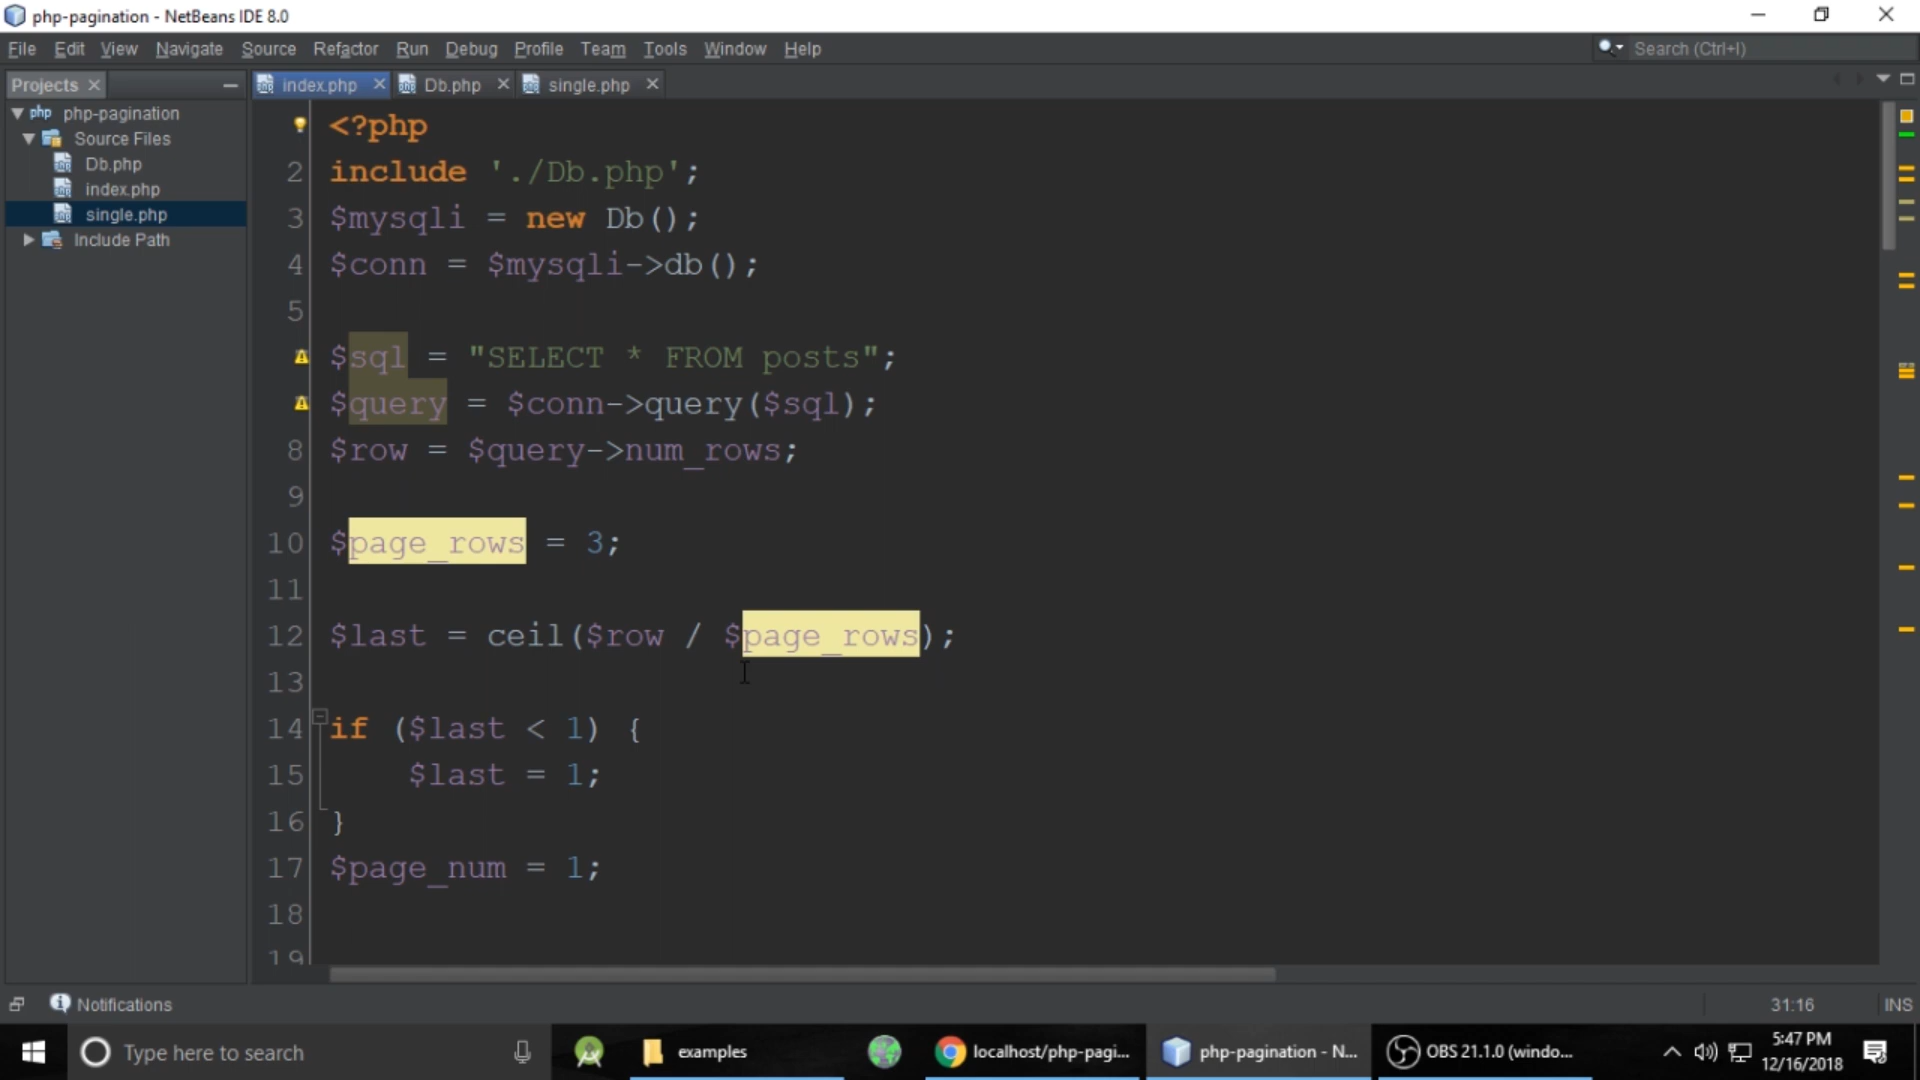 php-pagination - NetBeans IDE 8.0
File Edit View Navigate Source Refactor Run Debug Profile Team Tools Window Help
Search (Ctrl+I)
Projects
index.php
Db.php
single.php
php php-pagination
Source Files
Db.php
index.php
single.php
Include Path
<?php
2 include './Db.php';
3 $mysqli = new Db();
4 $conn = $mysqli->db();
5
$sql = "SELECT * FROM posts";
$query = $conn->query($sql);
8 $row = $query->num_rows;
9
10 $page_rows = 3;
11
12 $last = ceil($row / $page_rows);
13
14 if ($last < 1) {
15 $last = 1;
16 }
17 $page_num = 1;
18
19
Notifications
31:16
INS
Type here to search
examples
localhost/php-pagi...
php-pagination - N...
OBS 21.1.0 (windo...
5:47 PM
12/16/2018